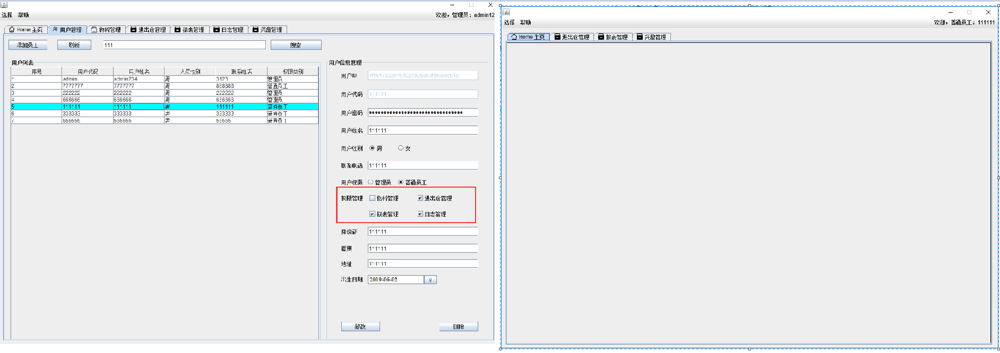 选择 帮助
欢迎，管理员：admin12
Home 主页 用户管理 物料管理 进出仓管理 报表管理 日志管理 兴趣管理
添加员工 刷新 111 搜索
用户列表
序号 用户代码 用户姓名 人员性别 联系电话 权限类别
1 admin admin234 男 3123 管理员
2 7777777 7777777 男 888888 普通员工
3 222222 222222 男 222222 管理员
4 666666 666666 男 666666 管理员
5 111111 111111 男 111111 普通员工
6 333333 333333 男 333333 普通员工
7 555555 555555 男 55555 普通员工
用户信息管理
用户ID
用户代码 111111
用户密码
用户姓名 111111
用户性别 男 女
联系电话 111111
用户权限 管理员 普通员工
权限管理 物料管理 进出仓管理
报表管理 日志管理
身份证 111111
籍贯 111111
地址 111111
出生日期 2019-06-02
修改 删除
选择 帮助
欢迎，普通员工：111111
Home 主页 进出仓管理 报表管理 兴趣管理